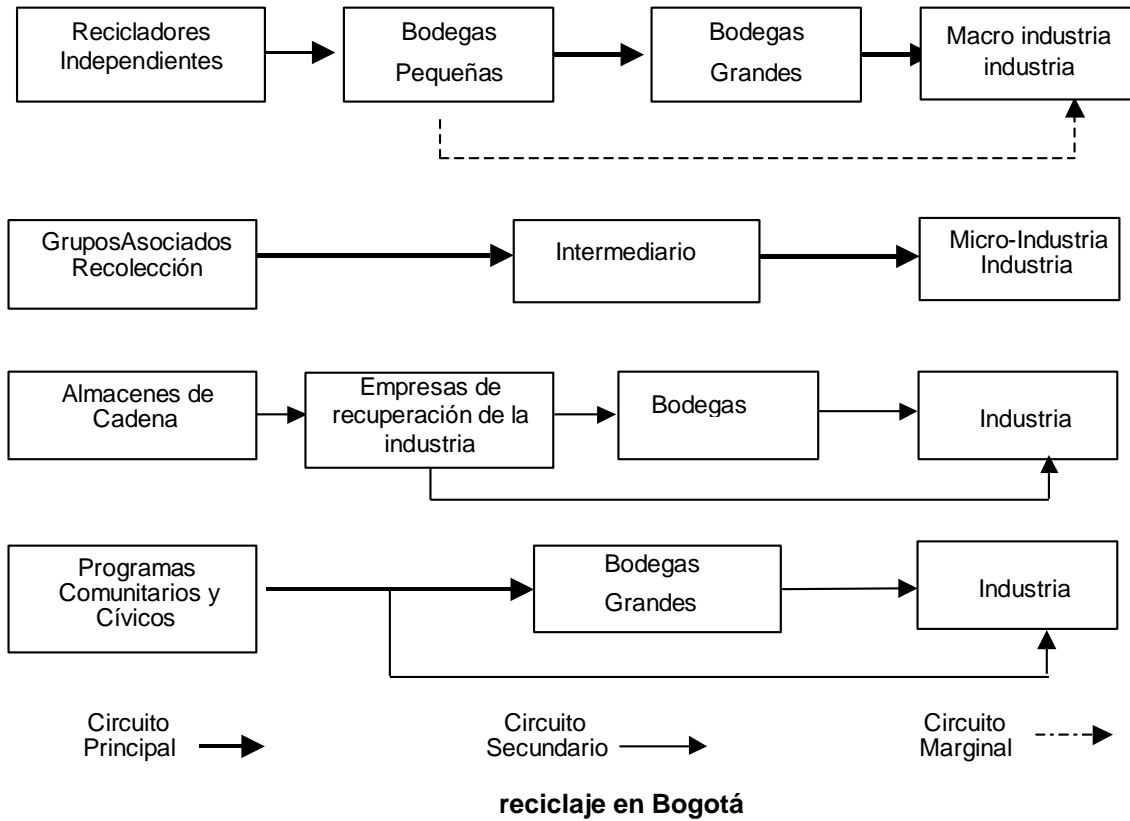 Recicladores
Independientes
Bodegas
Pequeñas
Bodegas
Grandes
Macro industria
industria
GruposAsociados
Recolección
Intermediario
Micro-Industria
Industria
Almacenes de
Cadena
Empresas de
recuperación de la
industria
Bodegas
Industria
Programas
Comunitarios y
Cívicos
Bodegas
Grandes
Industria
Circuito
Principal
Circuito
Secundario
Circuito
Marginal
reciclaje en Bogotá